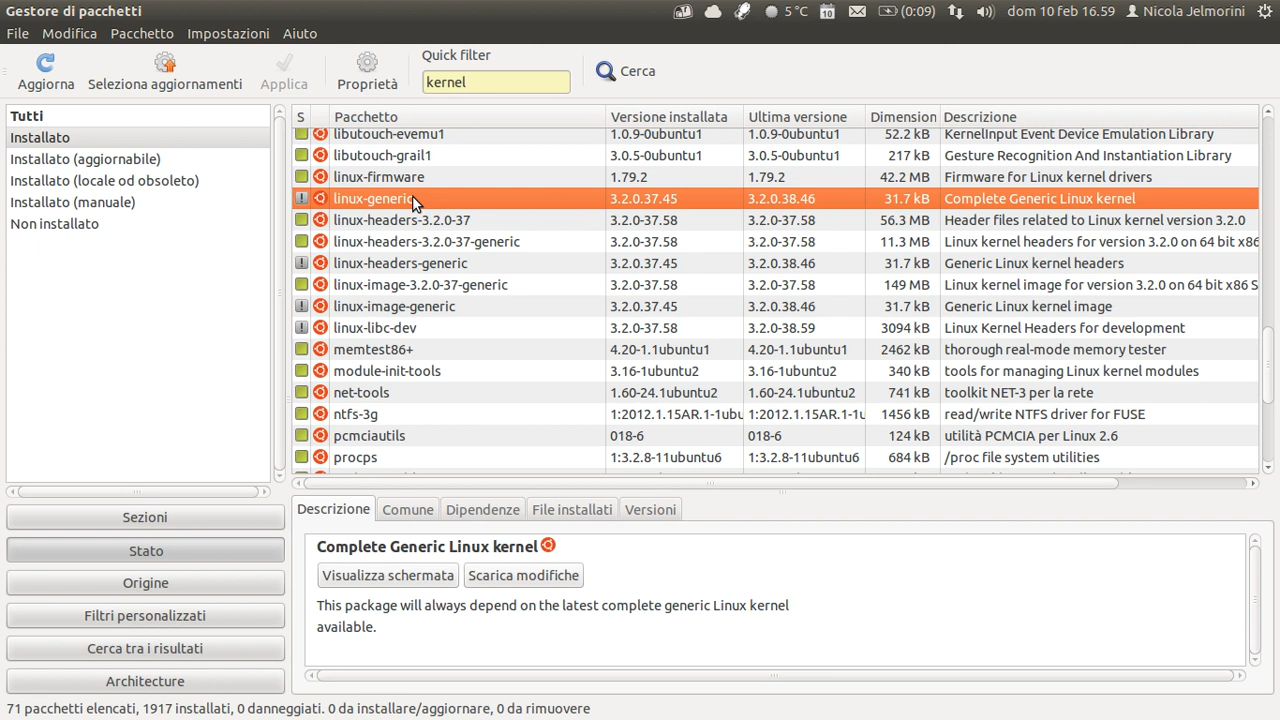 Gestore di pacchetti
5 °C
10
(0:09)
dom 10 feb 16.59
Nicola Jelmorini
File Modifica Pacchetto Impostazioni Aiuto
Aggiorna
Seleziona aggiornamenti
Applica
Proprietà
Quick filter
kernel
Cerca
Tutti
Installato
Installato (aggiornabile)
Installato (locale od obsoleto)
Installato (manuale)
Non installato
S Pacchetto Versione installata Ultima versione Dimension Descrizione
libutouch-evemu1 1.0.9-0ubuntu1 1.0.9-0ubuntu1 52.2 kB KernelInput Event Device Emulation Library
libutouch-grail1 3.0.5-0ubuntu1 3.0.5-0ubuntu1 217 kB Gesture Recognition And Instantiation Library
linux-firmware 1.79.2 1.79.2 42.2 MB Firmware for Linux kernel drivers
linux-generic 3.2.0.37.45 3.2.0.38.46 31.7 kB Complete Generic Linux kernel
linux-headers-3.2.0-37 3.2.0-37.58 3.2.0-37.58 56.3 MB Header files related to Linux kernel version 3.2.0
linux-headers-3.2.0-37-generic 3.2.0-37.58 3.2.0-37.58 11.3 MB Linux kernel headers for version 3.2.0 on 64 bit x86
linux-headers-generic 3.2.0.37.45 3.2.0.38.46 31.7 kB Generic Linux kernel headers
linux-image-3.2.0-37-generic 3.2.0-37.58 3.2.0-37.58 149 MB Linux kernel image for version 3.2.0 on 64 bit x86 S
linux-image-generic 3.2.0.37.45 3.2.0.38.46 31.7 kB Generic Linux kernel image
linux-libc-dev 3.2.0-37.58 3.2.0-38.59 3094 kB Linux Kernel Headers for development
memtest86+ 4.20-1.1ubuntu1 4.20-1.1ubuntu1 2462 kB thorough real-mode memory tester
module-init-tools 3.16-1ubuntu2 3.16-1ubuntu2 340 kB tools for managing Linux kernel modules
net-tools 1.60-24.1ubuntu2 1.60-24.1ubuntu2 741 kB toolkit NET-3 per la rete
ntfs-3g 1:2012.1.15AR.1-1ubu 1:2012.1.15AR.1-1u 1456 kB read/write NTFS driver for FUSE
pcmciautils 018-6 018-6 124 kB utilità PCMCIA per Linux 2.6
procps 1:3.2.8-11ubuntu6 1:3.2.8-11ubuntu6 684 kB /proc file system utilities
Sezioni
Stato
Origine
Filtri personalizzati
Cerca tra i risultati
Architecture
Descrizione Comune Dipendenze File installati Versioni
Complete Generic Linux kernel
Visualizza schermata Scarica modifiche
This package will always depend on the latest complete generic Linux kernel
available.
71 pacchetti elencati, 1917 installati, 0 danneggiati. 0 da installare/aggiornare, 0 da rimuovere